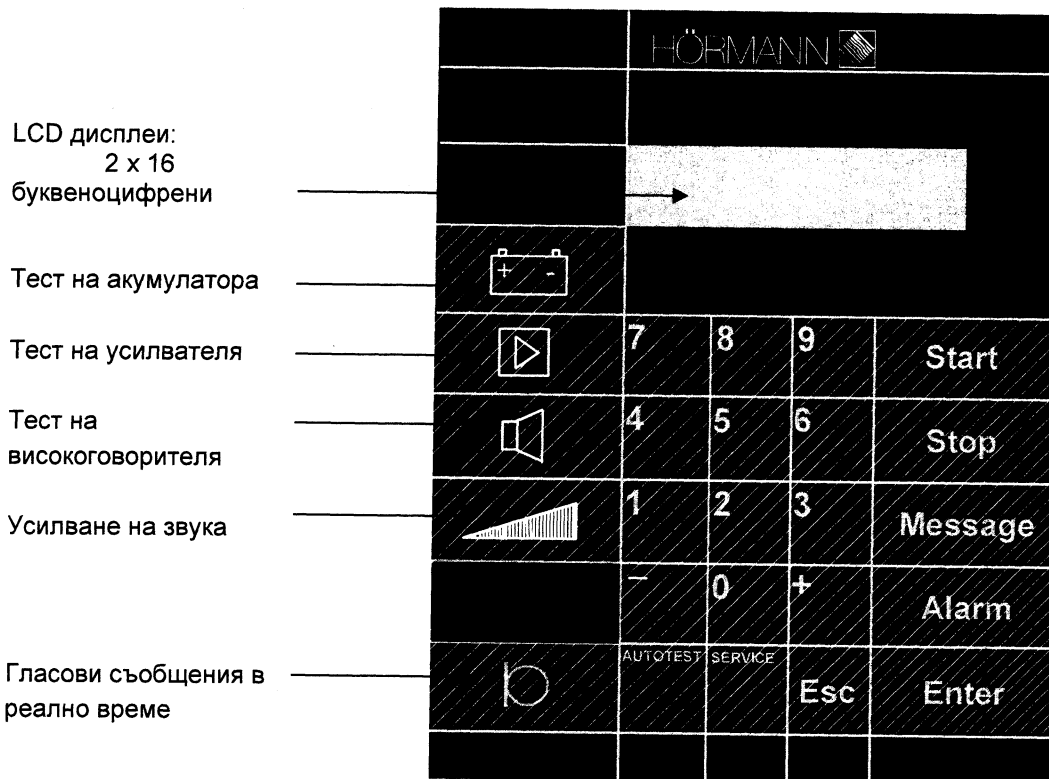 HÖRMANN
LCD дисплеи:
2 x 16
буквеноцифрени
Тест на акумулатора
+ -
Тест на усилвателя
7 8 9 Start
Тест на
високоговорителя
4 5 6 Stop
Усилване на звука
1 2 3 Message
– 0 + Alarm
Гласови съобщения в
реално време
AUTOTEST SERVICE
Esc Enter